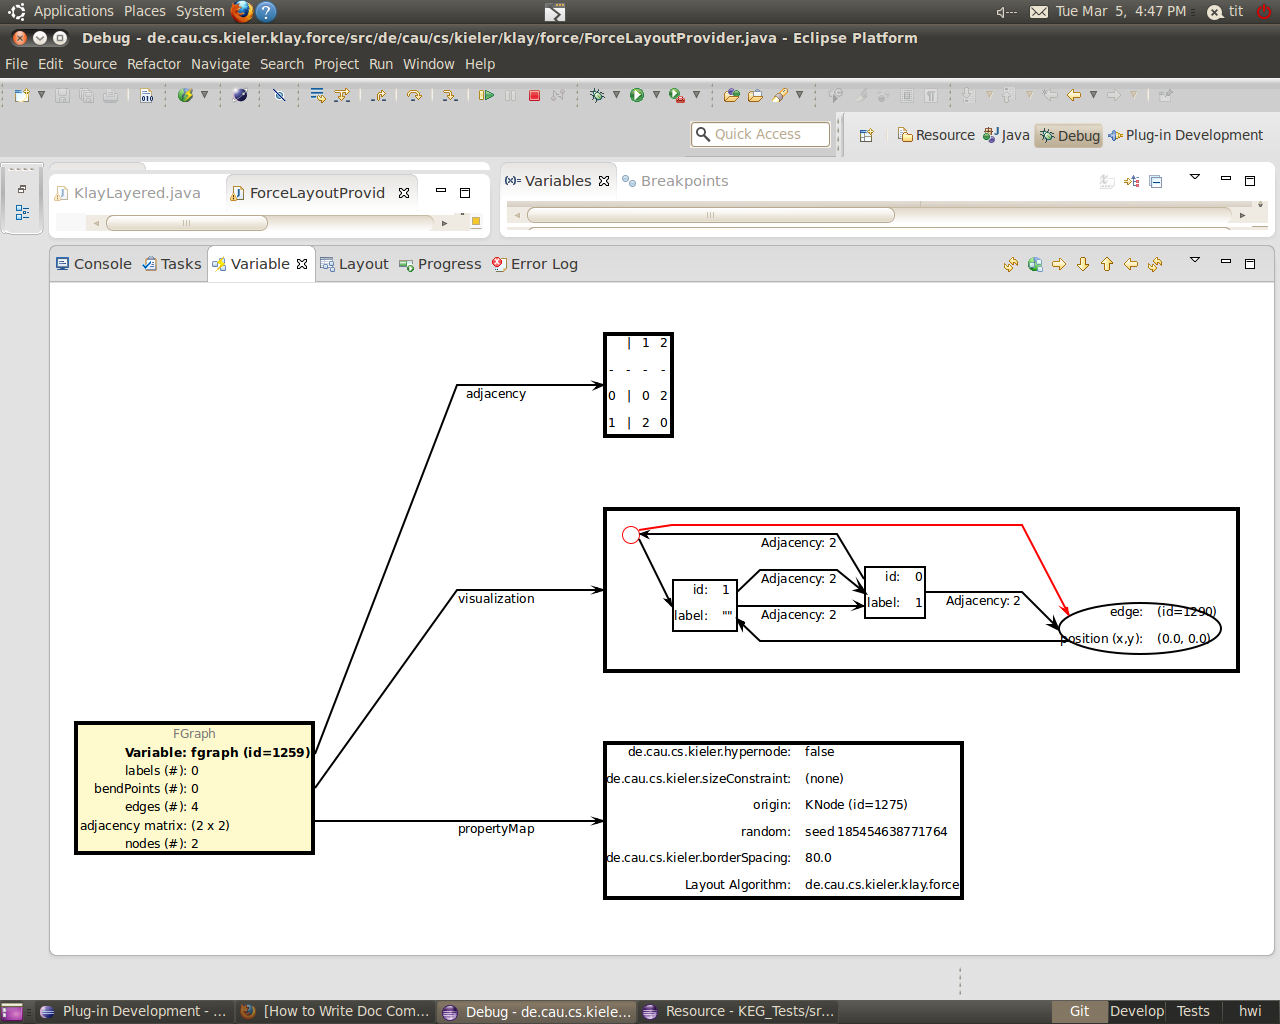 Applications Places System
Tue Mar 5, 4:47 PM tit
Debug - de.cau.cs.kieler.klay.force/src/de/cau/cs/kieler/klay/force/ForceLayoutProvider.java - Eclipse Platform
File Edit Source Refactor Navigate Search Project Run Window Help
Quick Access
Resource Java Debug Plug-in Development
KlayLayered.java ForceLayoutProvid
Variables Breakpoints
Console Tasks Variable Layout Progress Error Log
| 1 2
- - - -
0 | 0 2
1 | 2 0
adjacency
visualization
propertyMap
Adjacency: 2
Adjacency: 2
Adjacency: 2
Adjacency: 2
id: 1
label: ""
id: 0
label: 1
edge: (id=1290)
position (x,y): (0.0, 0.0)
FGraph
Variable: fgraph (id=1259)
labels (#): 0
bendPoints (#): 0
edges (#): 4
adjacency matrix: (2 x 2)
nodes (#): 2
de.cau.cs.kieler.hypernode: false
de.cau.cs.kieler.sizeConstraint: (none)
origin: KNode (id=1275)
random: seed 185454638771764
de.cau.cs.kieler.borderSpacing: 80.0
Layout Algorithm: de.cau.cs.kieler.klay.force
Plug-in Development - ...
[How to Write Doc Com...
Debug - de.cau.cs.kiele...
Resource - KEG_Tests/sr...
Git Develop Tests hwi